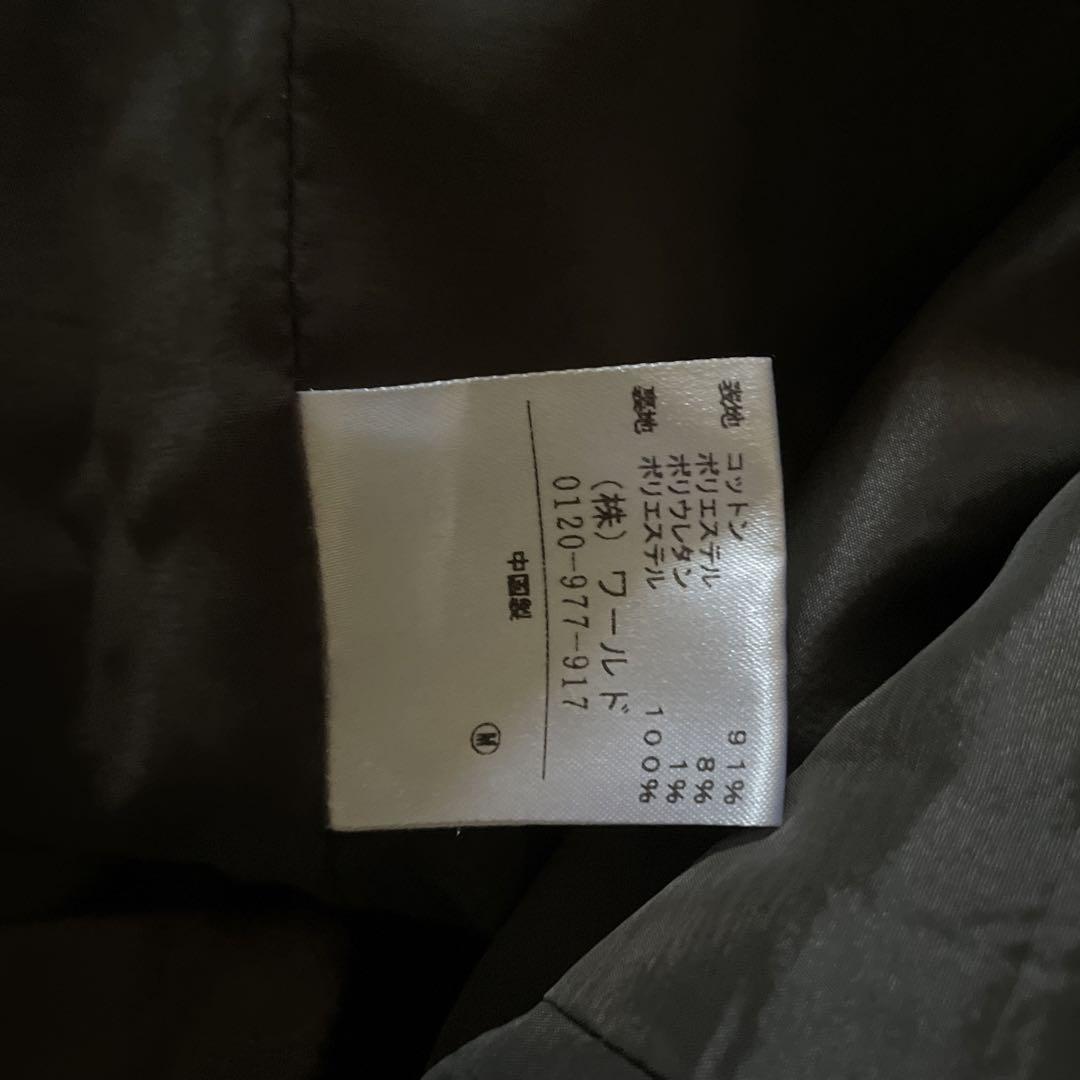 表地 コットン 91%
ポリエステル 8%
ポリウレタン 1%
裏地 ポリエステル 100%
(株) ワールド
0120-977-917
中国製
M